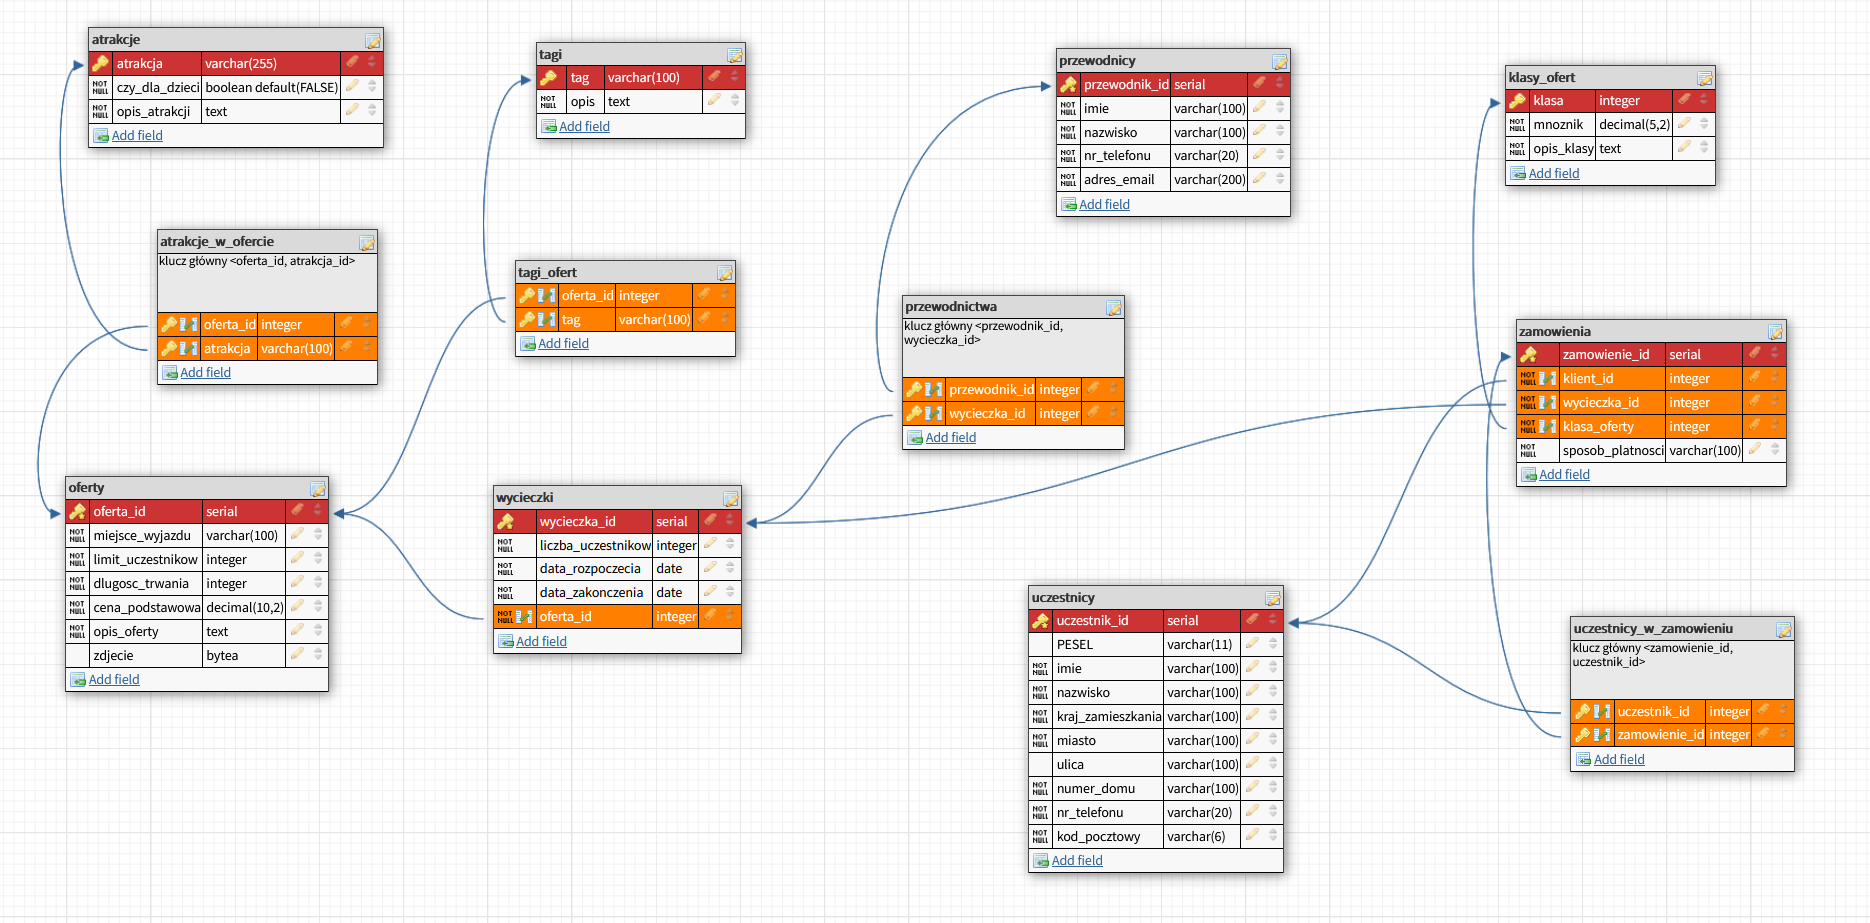 atrakcje
atrakcja varchar(255)
NOT NULL czy_dla_dzieci boolean default(FALSE)
NOT NULL opis_atrakcji text
Add field
tagi
tag varchar(100)
NOT NULL opis text
Add field
przewodnicy
przewodnik_id serial
NOT NULL imie varchar(100)
NOT NULL nazwisko varchar(100)
NOT NULL nr_telefonu varchar(20)
NOT NULL adres_email varchar(200)
Add field
klasy_ofert
klasa integer
NOT NULL mnoznik decimal(5,2)
NOT NULL opis_klasy text
Add field
atrakcje_w_ofercie
klucz główny <oferta_id, atrakcja_id>
oferta_id integer
atrakcja varchar(100)
Add field
tagi_ofert
oferta_id integer
tag varchar(100)
Add field
przewodnictwa
klucz główny <przewodnik_id,
wycieczka_id>
przewodnik_id integer
wycieczka_id integer
Add field
zamowienia
zamowienie_id serial
NOT NULL klient_id integer
NOT NULL wycieczka_id integer
NOT NULL klasa_oferty integer
NOT NULL sposob_platnosci varchar(100)
Add field
oferty
oferta_id serial
NOT NULL miejsce_wyjazdu varchar(100)
NOT NULL limit_uczestnikow integer
NOT NULL dlugosc_trwania integer
NOT NULL cena_podstawowa decimal(10,2)
NOT NULL opis_oferty text
zdjecie bytea
Add field
wycieczki
wycieczka_id serial
NOT NULL liczba_uczestnikow integer
NOT NULL data_rozpoczecia date
NOT NULL data_zakonczenia date
NOT NULL oferta_id integer
Add field
uczestnicy
uczestnik_id serial
PESEL varchar(11)
NOT NULL imie varchar(100)
NOT NULL nazwisko varchar(100)
NOT NULL kraj_zamieszkania varchar(100)
NOT NULL miasto varchar(100)
ulica varchar(100)
NOT NULL numer_domu varchar(100)
NOT NULL nr_telefonu varchar(20)
NOT NULL kod_pocztowy varchar(6)
Add field
uczestnicy_w_zamowieniu
klucz główny <zamowienie_id,
uczestnik_id>
uczestnik_id integer
zamowienie_id integer
Add field